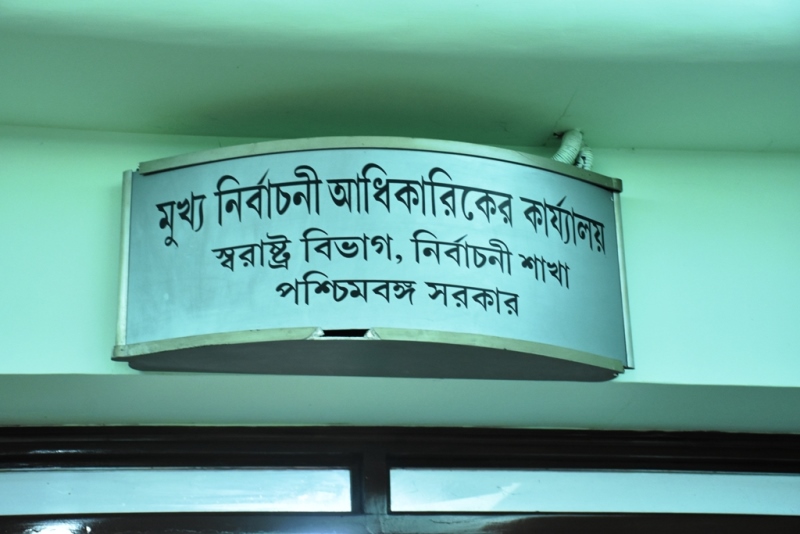 মুখ্য নির্বাচনী আধিকারিকের কার্য্যালয়
স্বরাষ্ট্র বিভাগ, নির্বাচনী শাখা
পশ্চিমবঙ্গ সরকার